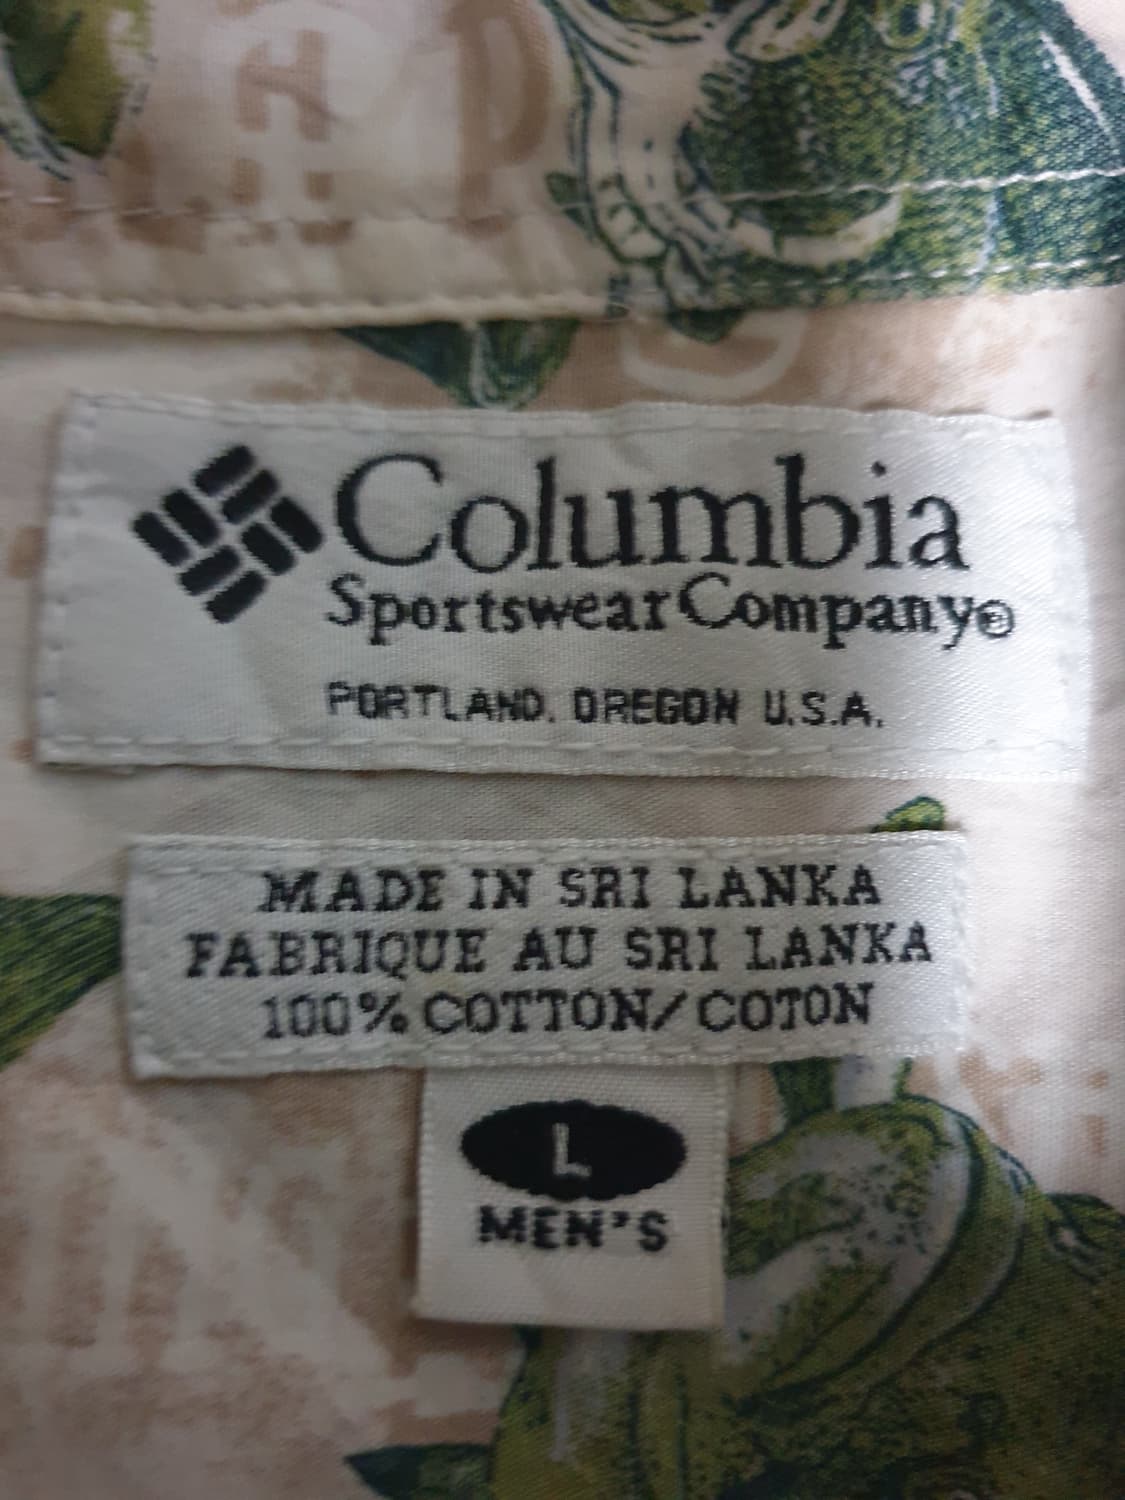 Columbia
Sportswear Company®
PORTLAND, OREGON U.S.A.
MADE IN SRI LANKA
FABRIQUE AU SRI LANKA
100% COTTON/COTON
L
MEN'S